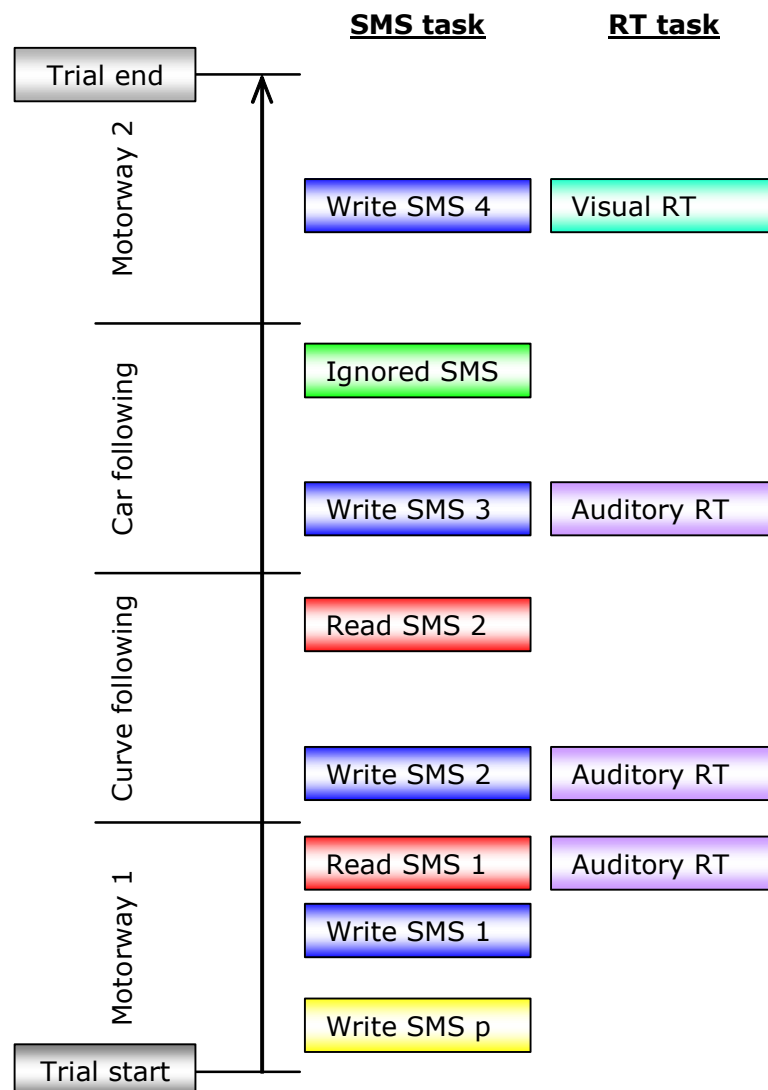 SMS task RT task
Trial end
Motorway 2
Write SMS 4 Visual RT
Ignored SMS
Car following
Write SMS 3 Auditory RT
Read SMS 2
Curve following
Write SMS 2 Auditory RT
Read SMS 1 Auditory RT
Motorway 1
Write SMS 1
Write SMS p
Trial start